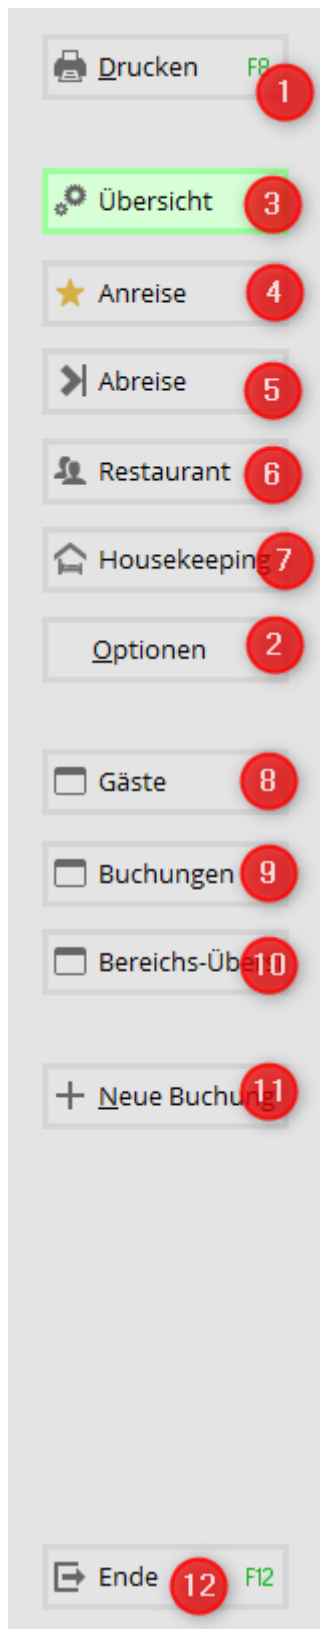 Drucken F8
1
Übersicht 3
Anreise 4
Abreise 5
Restaurant 6
Housekeeping 7
Optionen 2
Gäste 8
Buchungen 9
Bereichs-Übers 10
Neue Buchung 11
Ende 12 F12